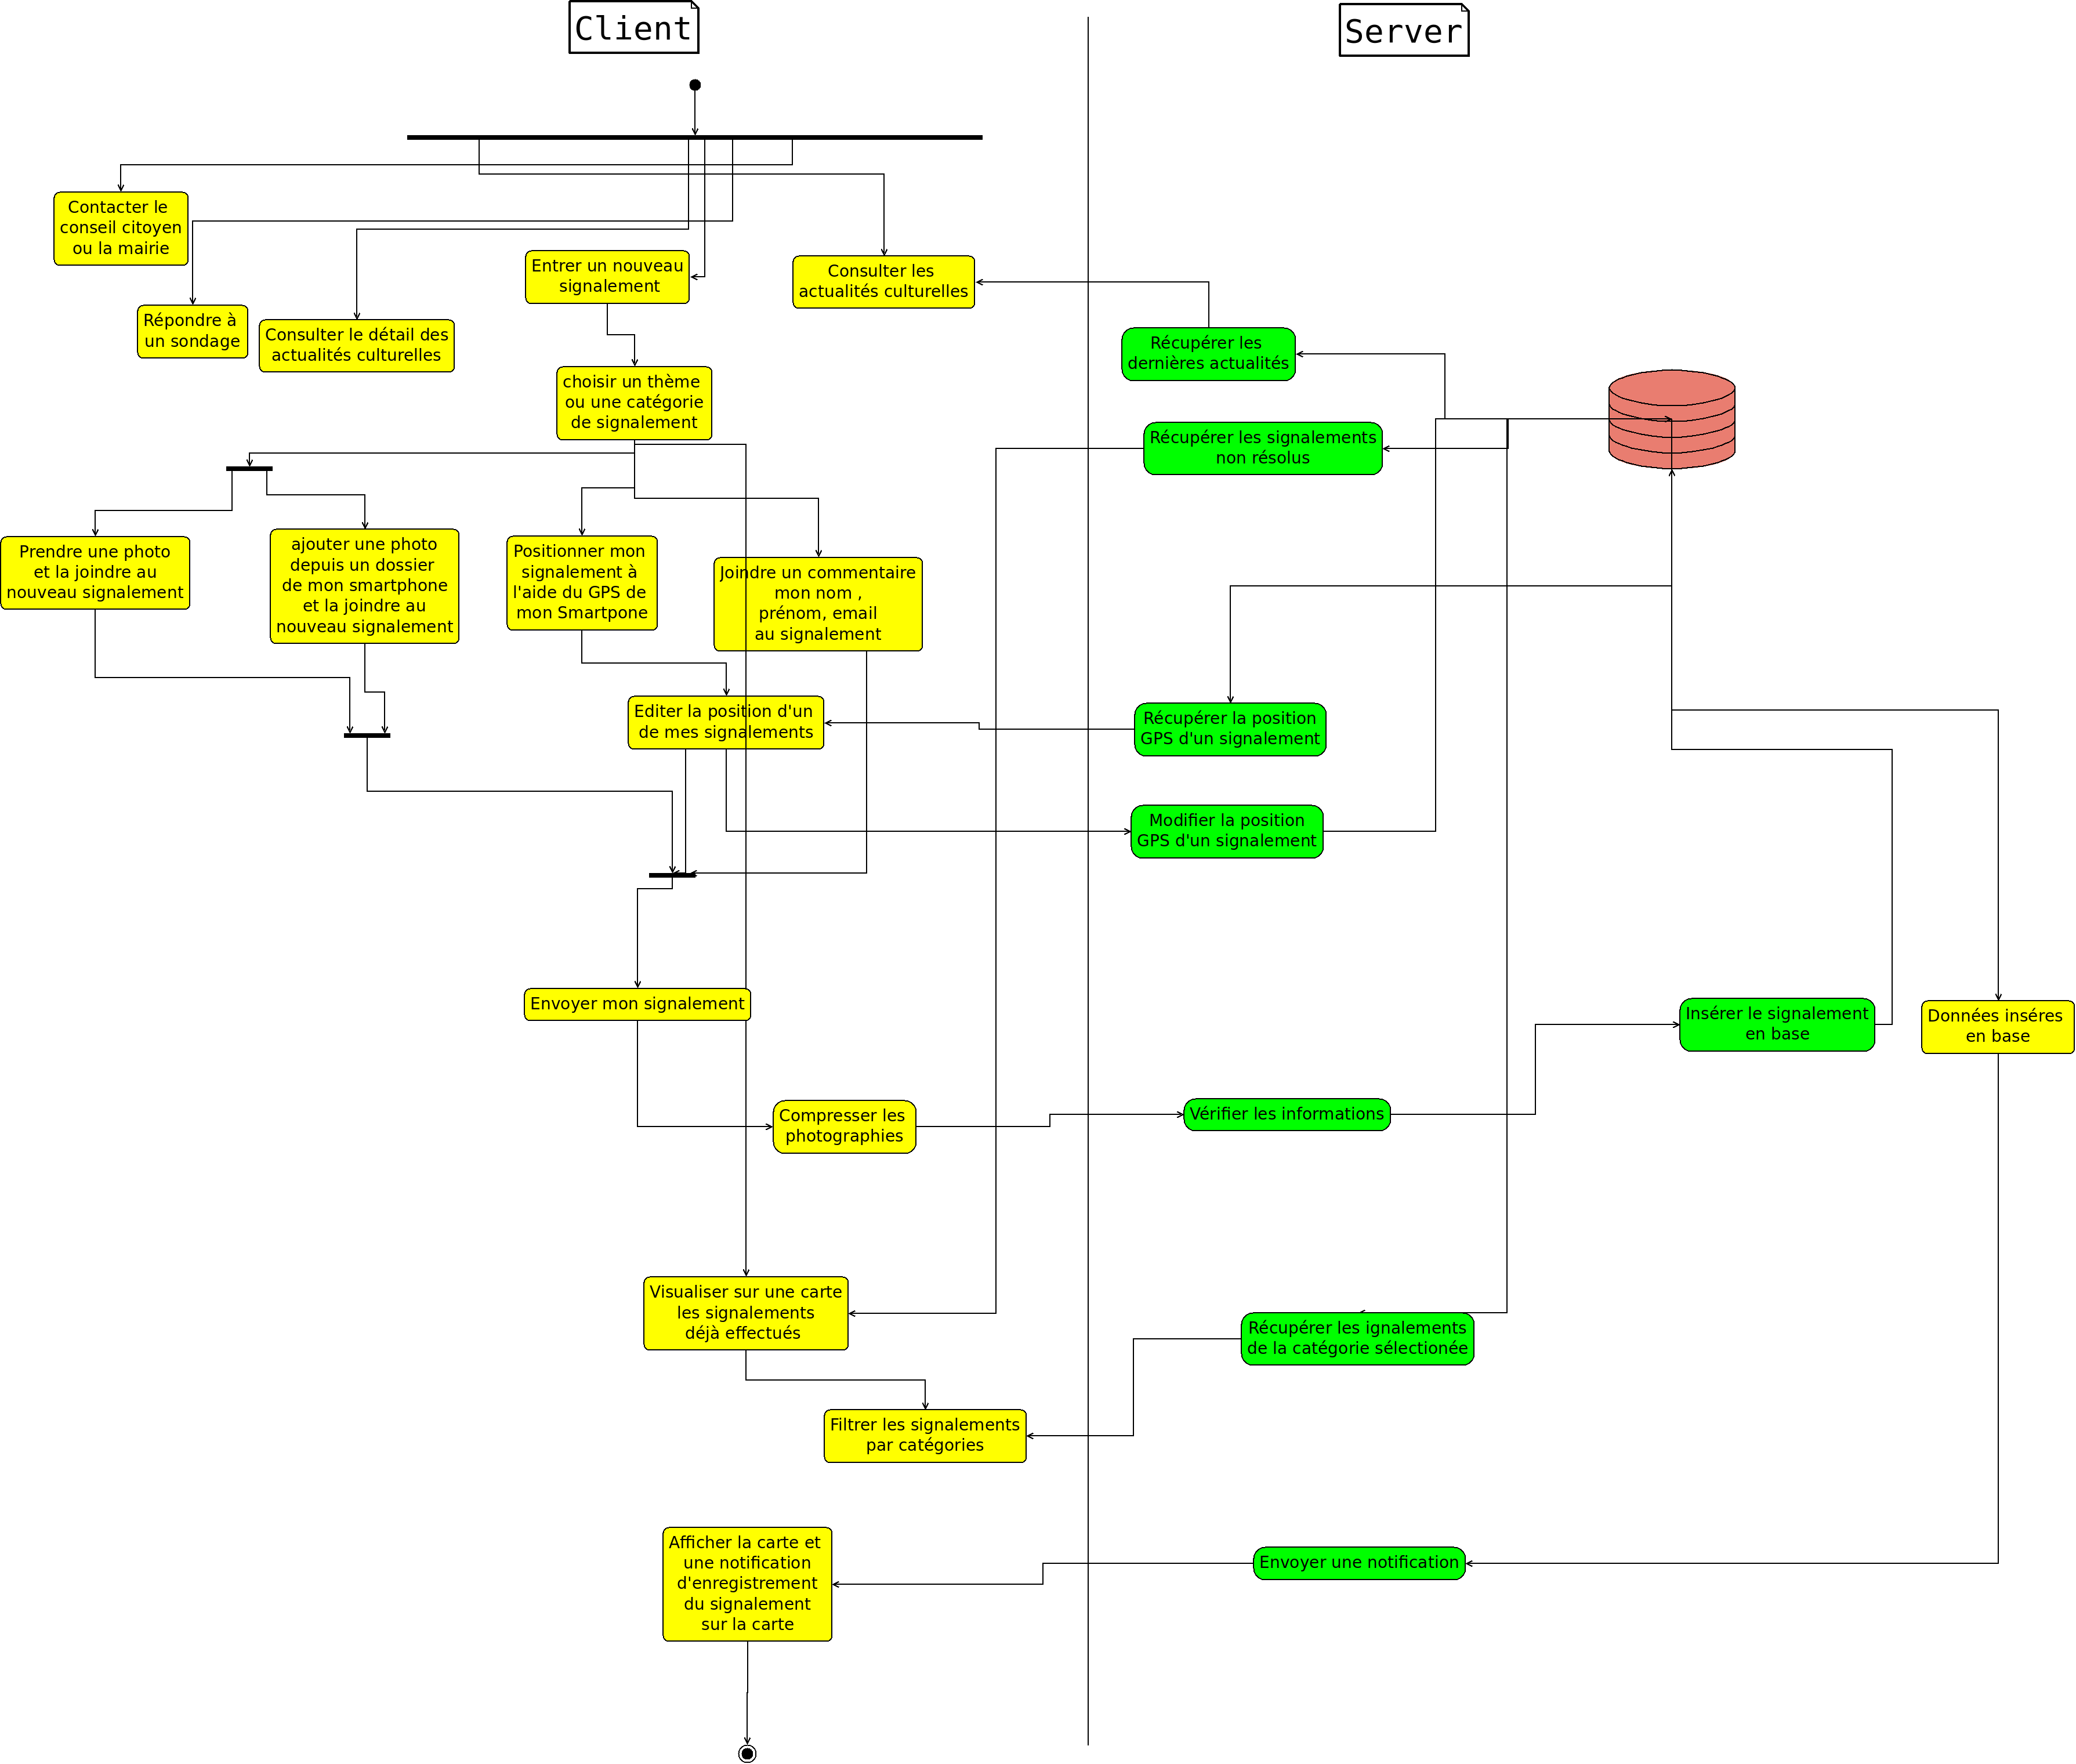 Client
Server
Contacter le
conseil citoyen
ou la mairie
Répondre à
un sondage
Consulter le détail des
actualités culturelles
Entrer un nouveau
signalement
Consulter les
actualités culturelles
choisir un thème
ou une catégorie
de signalement
Récupérer les
dernières actualités
Récupérer les signalements
non résolus
Prendre une photo
et la joindre au
nouveau signalement
ajouter une photo
depuis un dossier
de mon smartphone
et la joindre au
nouveau signalement
Positionner mon
signalement à
l'aide du GPS de
mon Smartpone
Joindre un commentaire
mon nom ,
prénom, email
au signalement
Editer la position d'un
de mes signalements
Récupérer la position
GPS d'un signalement
Modifier la position
GPS d'un signalement
Envoyer mon signalement
Insérer le signalement
en base
Données inséres
en base
Compresser les
photographies
Vérifier les informations
Visualiser sur une carte
les signalements
déjà effectués
Récupérer les ignalements
de la catégorie sélectionée
Filtrer les signalements
par catégories
Afficher la carte et
une notification
d'enregistrement
du signalement
sur la carte
Envoyer une notification